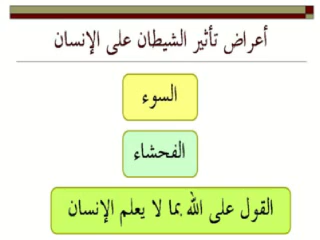 أعراض تأثير الشيطان على الإنسان
السوء
الفحشاء
القول على الله بما لا يعلم الإنسان